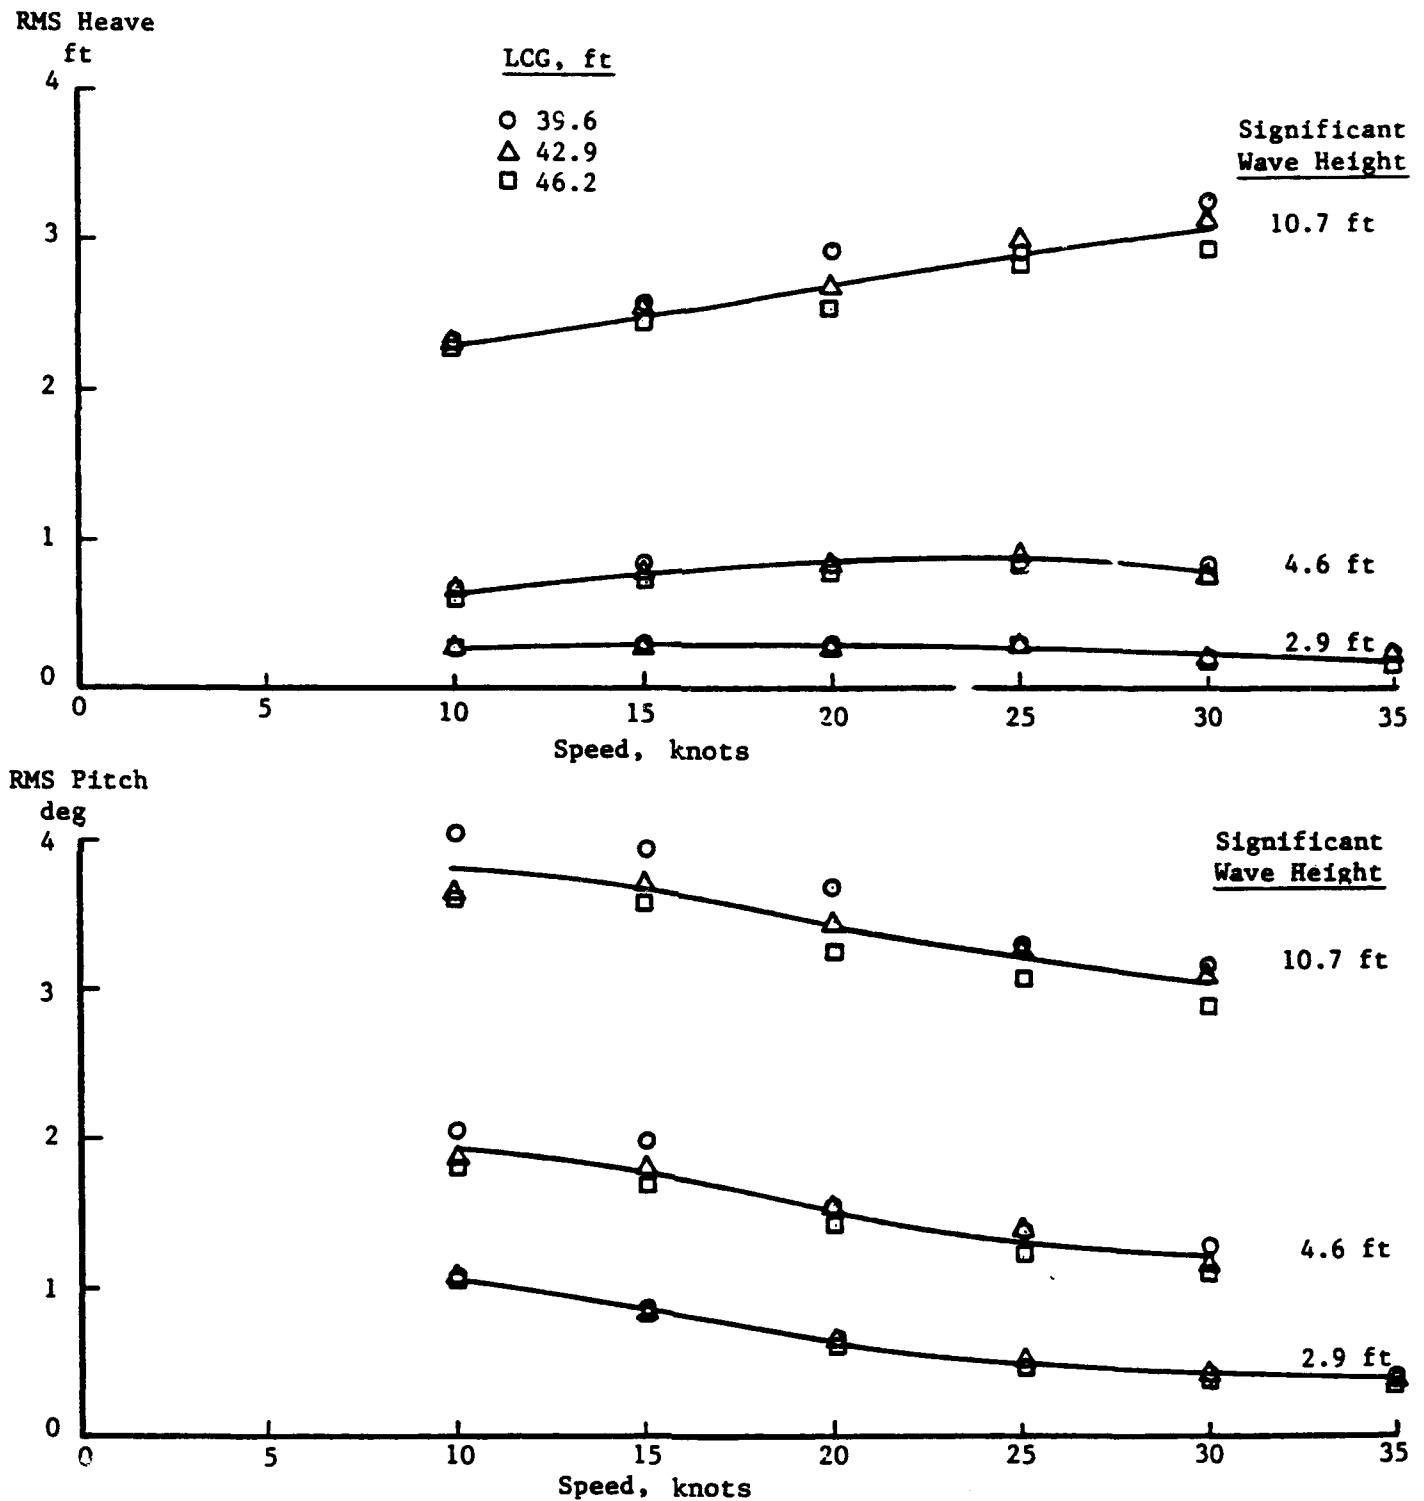 RMS Heave
ft
LCG, ft
39.6
42.9
46.2
Significant
Wave Height
10.7 ft
4.6 ft
2.9 ft
4
3
2
1
0
0 5 10 15 20 25 30 35
Speed, knots
RMS Pitch
deg
Significant
Wave Height
10.7 ft
4.6 ft
2.9 ft
4
3
2
1
0
0 5 10 15 20 25 30 35
Speed, knots